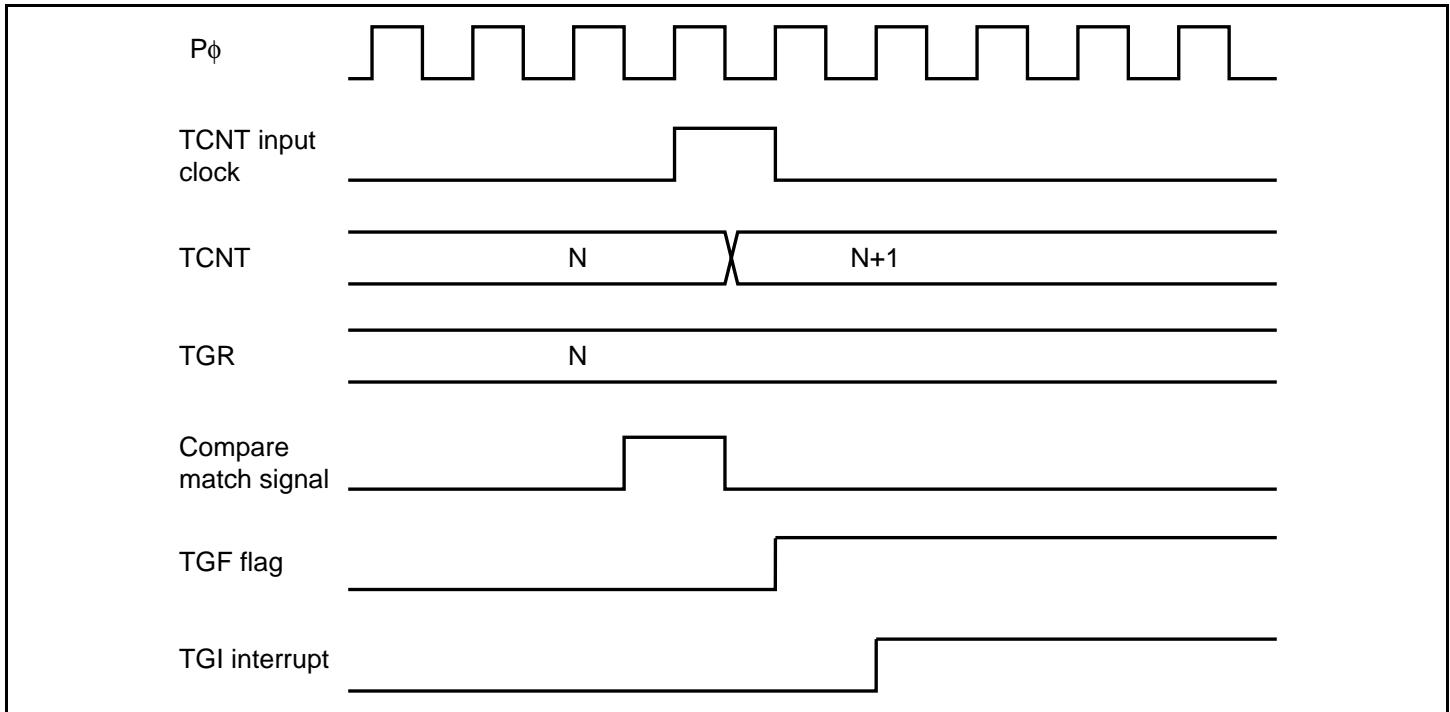 Pϕ
TCNT input
clock
TCNT
N
N+1
TGR
N
Compare
match signal
TGF flag
TGI interrupt